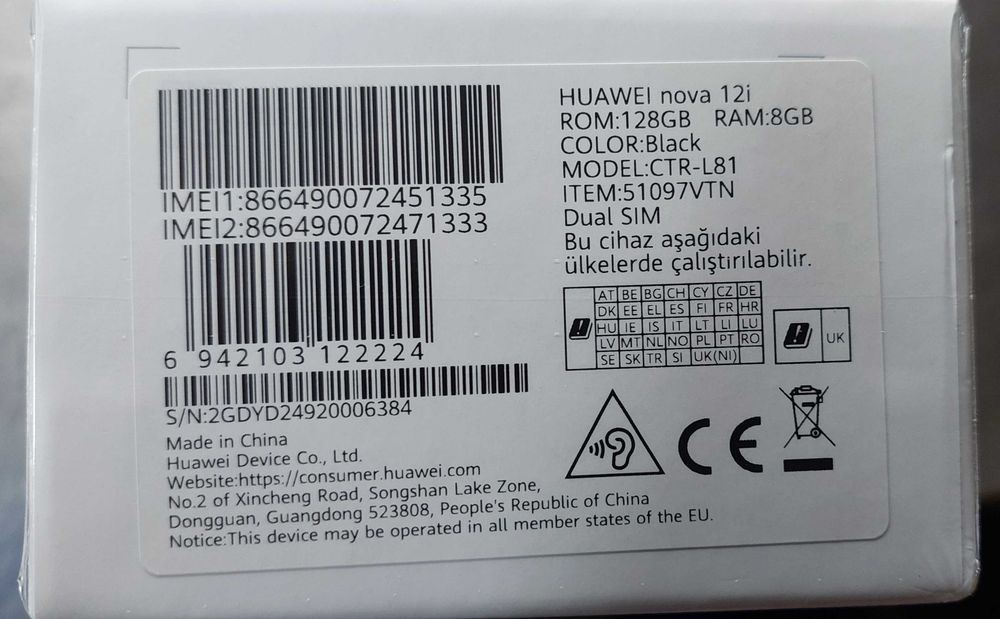 IMEI1:866490072451335
IMEI2:866490072471333
6 942103 122224
S/N:2GDYD24920006384
Made in China
Huawei Device Co., Ltd.
Website:https://consumer.huawei.com
No.2 of Xincheng Road, Songshan Lake Zone,
Dongguan, Guangdong 523808, People's Republic of China
Notice:This device may be operated in all member states of the EU.
HUAWEI nova 12i
ROM:128GB RAM:8GB
COLOR:Black
MODEL:CTR-L81
ITEM:51097VTN
Dual SIM
Bu cihaz aşağıdaki
ülkelerde çalıştırılabilir.
AT BE BG CH CY CZ DE
DK EE EL ES FI FR HR
HU IE IS IT LT LI LU
LV MT NL NO PL PT RO
SE SK TR SI UK(NI)
UK
CE